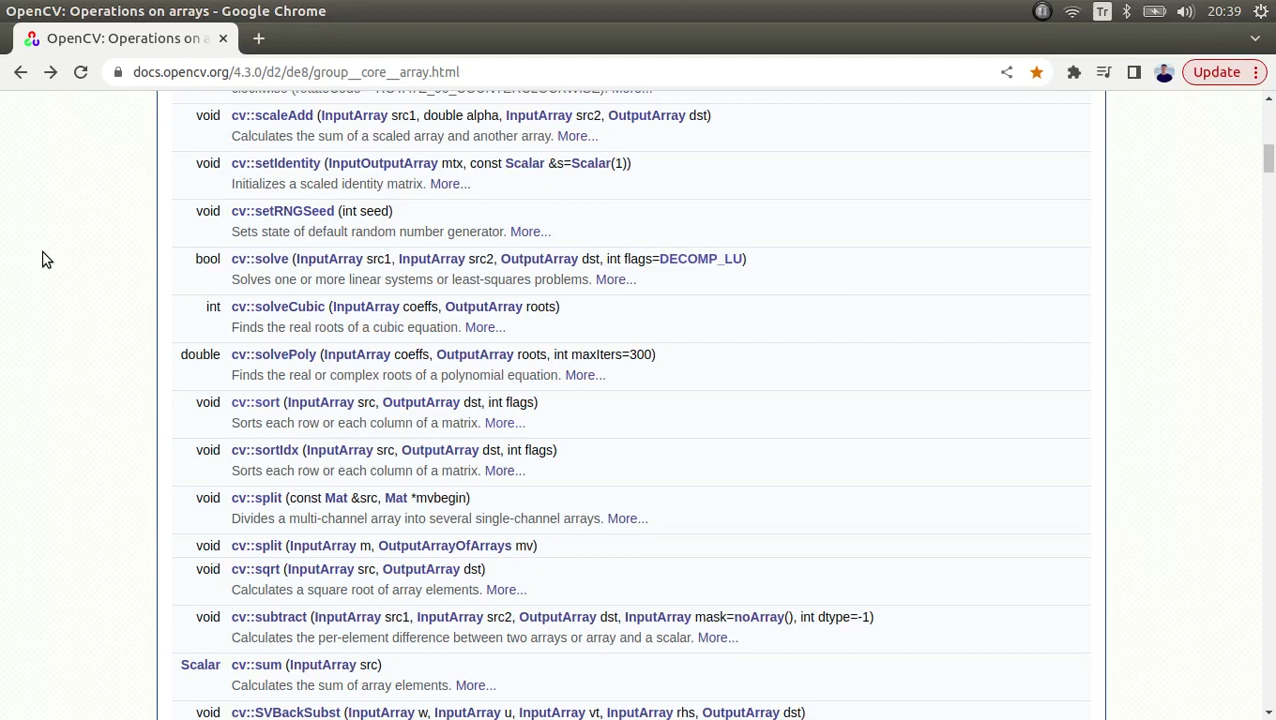 OpenCV: Operations on arrays - Google Chrome
Tr
20:39
OpenCV: Operations on a
docs.opencv.org/4.3.0/d2/de8/group__core__array.html
Update
void cv::scaleAdd (InputArray src1, double alpha, InputArray src2, OutputArray dst)
Calculates the sum of a scaled array and another array. More...
void cv::setIdentity (InputOutputArray mtx, const Scalar &s=Scalar(1))
Initializes a scaled identity matrix. More...
void cv::setRNGSeed (int seed)
Sets state of default random number generator. More...
bool cv::solve (InputArray src1, InputArray src2, OutputArray dst, int flags=DECOMP_LU)
Solves one or more linear systems or least-squares problems. More...
int cv::solveCubic (InputArray coeffs, OutputArray roots)
Finds the real roots of a cubic equation. More...
double cv::solvePoly (InputArray coeffs, OutputArray roots, int maxIters=300)
Finds the real or complex roots of a polynomial equation. More...
void cv::sort (InputArray src, OutputArray dst, int flags)
Sorts each row or each column of a matrix. More...
void cv::sortIdx (InputArray src, OutputArray dst, int flags)
Sorts each row or each column of a matrix. More...
void cv::split (const Mat &src, Mat *mvbegin)
Divides a multi-channel array into several single-channel arrays. More...
void cv::split (InputArray m, OutputArrayOfArrays mv)
void cv::sqrt (InputArray src, OutputArray dst)
Calculates a square root of array elements. More...
void cv::subtract (InputArray src1, InputArray src2, OutputArray dst, InputArray mask=noArray(), int dtype=-1)
Calculates the per-element difference between two arrays or array and a scalar. More...
Scalar cv::sum (InputArray src)
Calculates the sum of array elements. More...
void cv::SVBackSubst (InputArray w, InputArray u, InputArray vt, InputArray rhs, OutputArray dst)